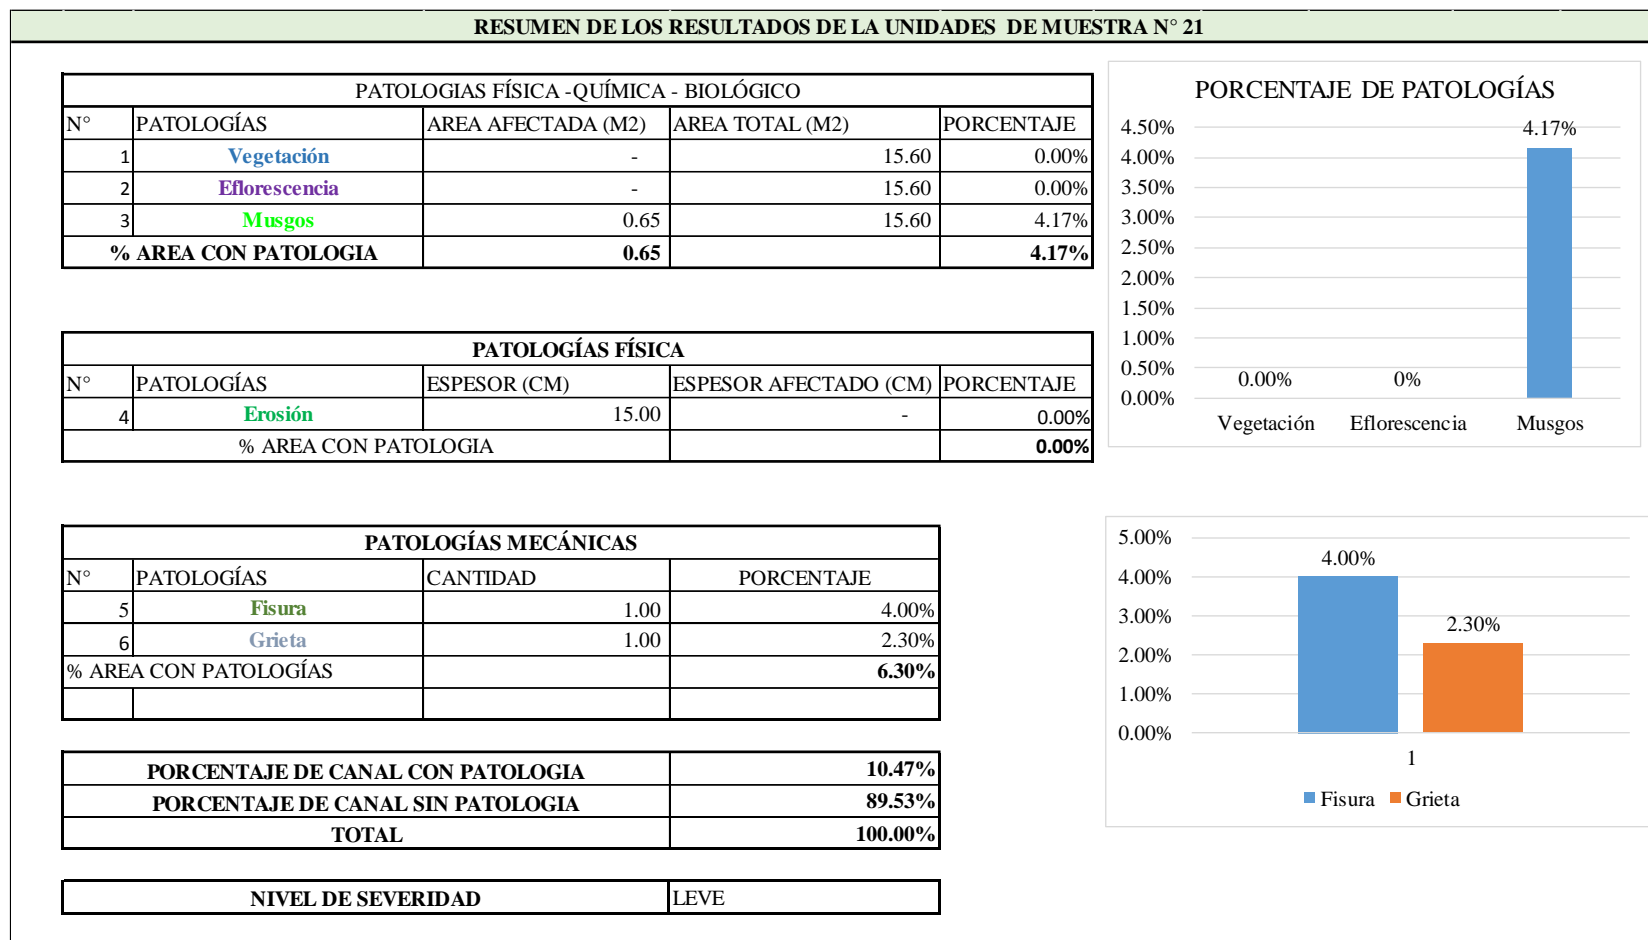 RESUMEN DE LOS RESULTADOS DE LA UNIDADES DE MUESTRA N° 21
PATOLOGIAS FÍSICA -QUÍMICA - BIOLÓGICO
N° PATOLOGÍAS AREA AFECTADA (M2) AREA TOTAL (M2) PORCENTAJE
1 Vegetación - 15.60 0.00%
2 Eflorescencia - 15.60 0.00%
3 Musgos 0.65 15.60 4.17%
% AREA CON PATOLOGIA 0.65 4.17%
PATOLOGÍAS FÍSICA
N° PATOLOGÍAS ESPESOR (CM) ESPESOR AFECTADO (CM) PORCENTAJE
4 Erosión 15.00 - 0.00%
% AREA CON PATOLOGIA 0.00%
PATOLOGÍAS MECÁNICAS
N° PATOLOGÍAS CANTIDAD PORCENTAJE
5 Fisura 1.00 4.00%
6 Grieta 1.00 2.30%
% AREA CON PATOLOGÍAS 6.30%
PORCENTAJE DE CANAL CON PATOLOGIA 10.47%
PORCENTAJE DE CANAL SIN PATOLOGIA 89.53%
TOTAL 100.00%
NIVEL DE SEVERIDAD LEVE
PORCENTAJE DE PATOLOGÍAS
4.50%
4.17%
4.00%
3.50%
3.00%
2.50%
2.00%
1.50%
1.00%
0.50%
0.00% 0%
0.00%
Vegetación Eflorescencia Musgos
5.00%
4.00%
4.00%
3.00%
2.30%
2.00%
1.00%
0.00%
1
Fisura Grieta